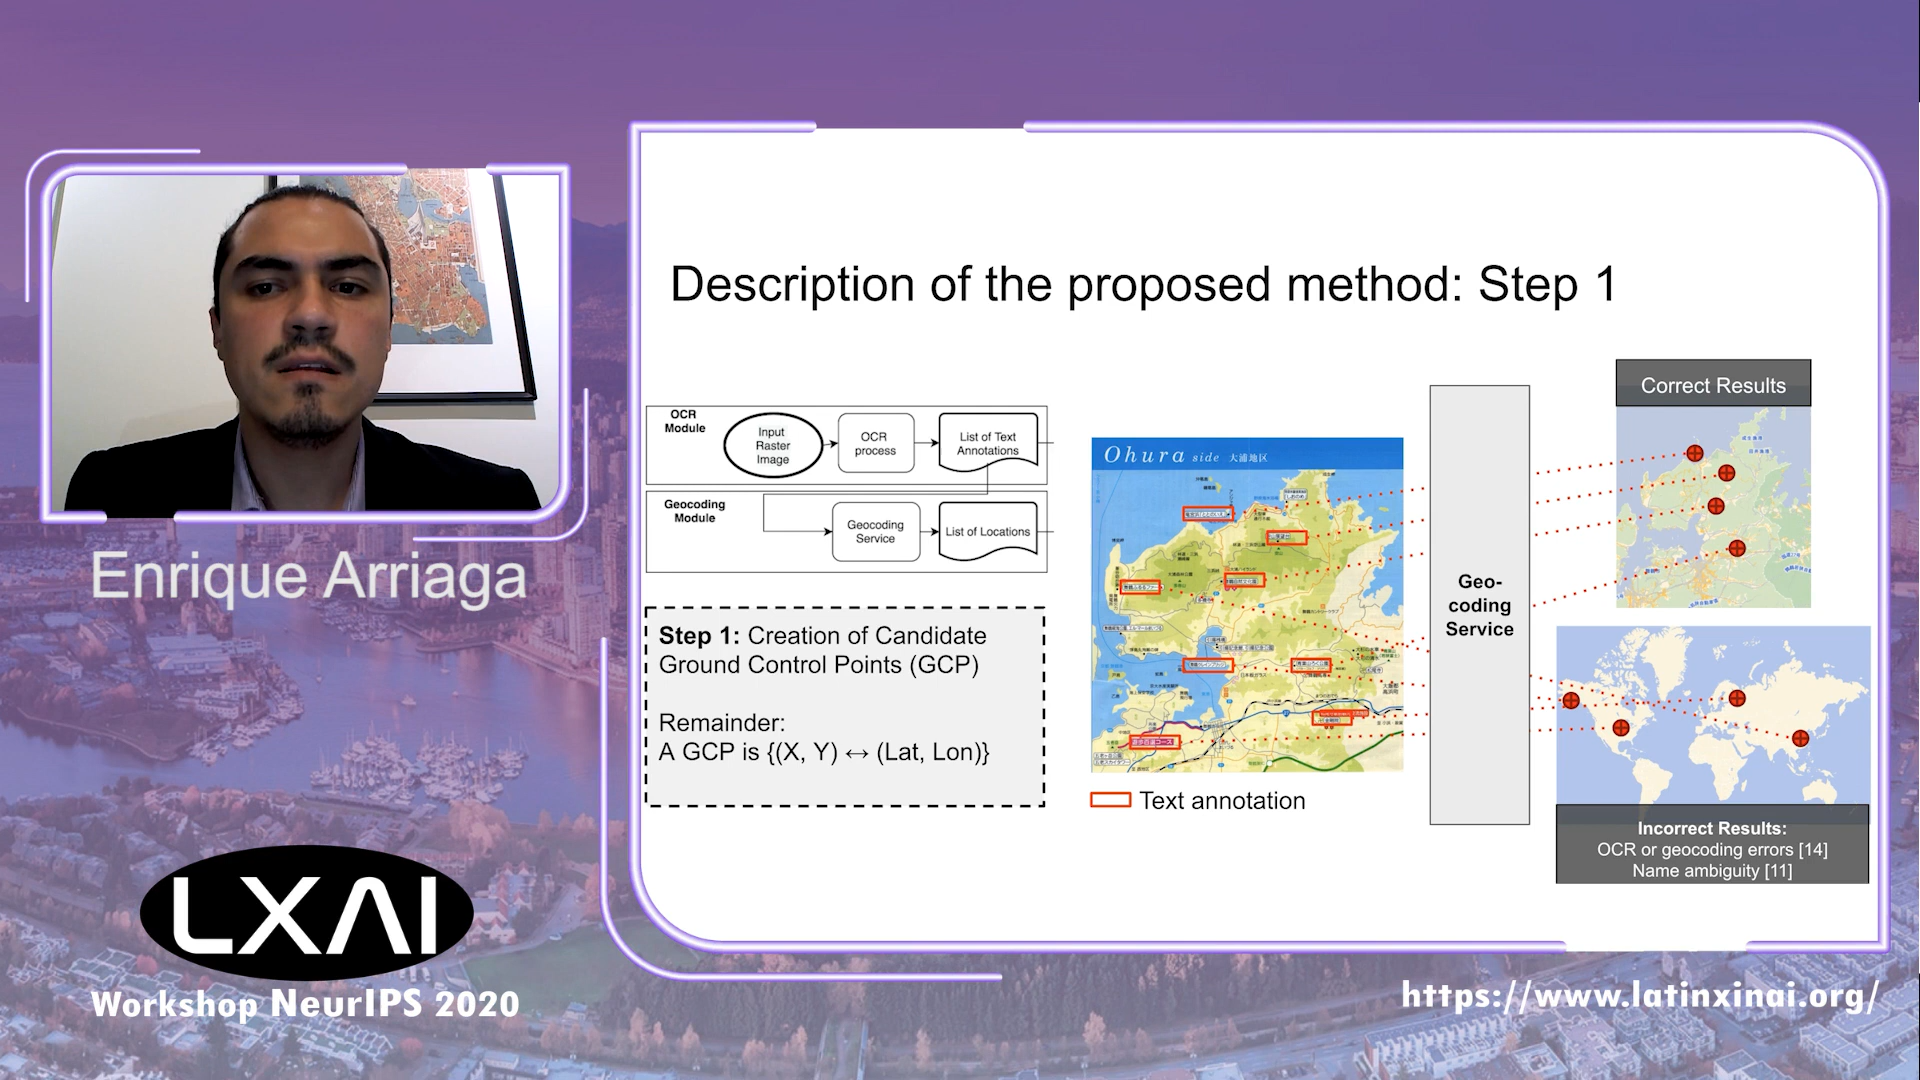 Description of the proposed method: Step 1
OCR
Module
Input
Raster
Image
OCR
process
List of Text
Annotations
Geocoding
Module
Geocoding
Service
List of Locations
Step 1: Creation of Candidate
Ground Control Points (GCP)
Remainder:
A GCP is {(X, Y) ↔ (Lat, Lon)}
Ohura side 大浦地区
Text annotation
Geo-
coding
Service
Correct Results
Incorrect Results:
OCR or geocoding errors [14]
Name ambiguity [11]
Enrique Arriaga
LXAI
Workshop NeurIPS 2020
https://www.latinxinai.org/